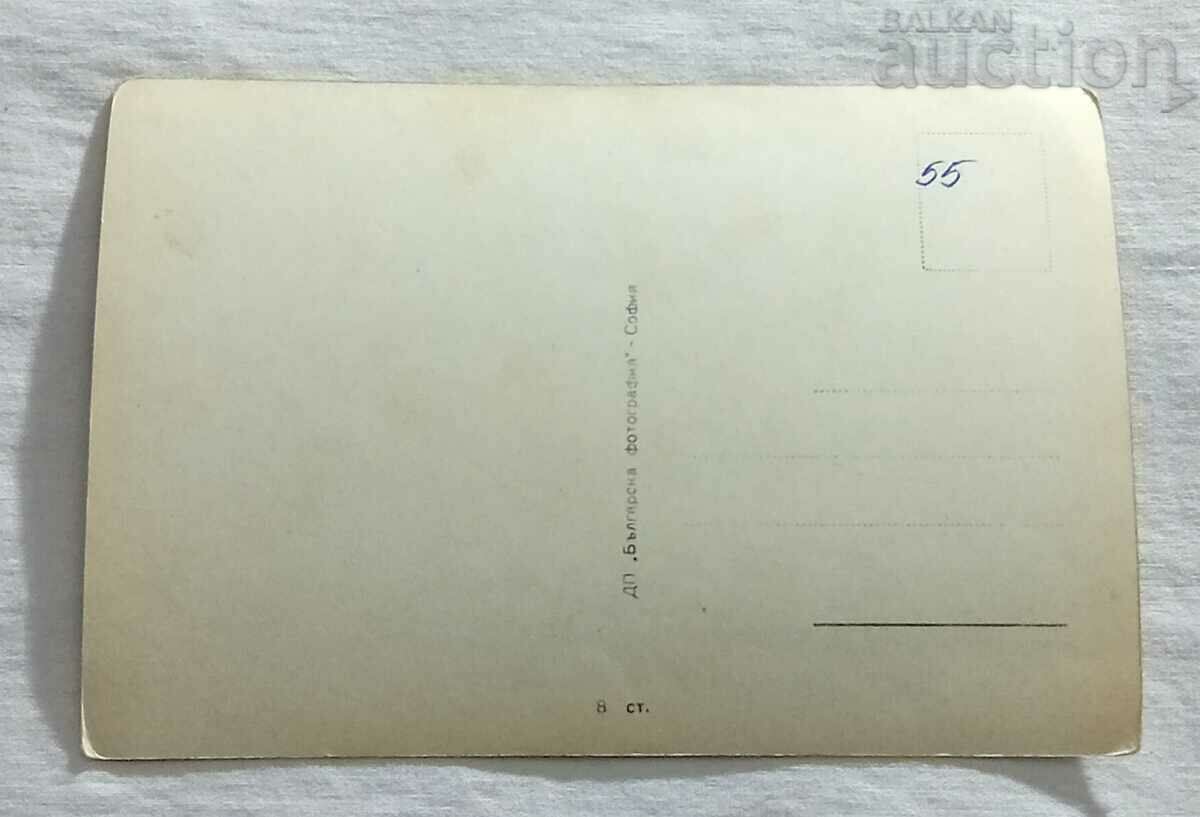 BALKAN
auction
55
ДП „Българска фотография" - София
8 ст.